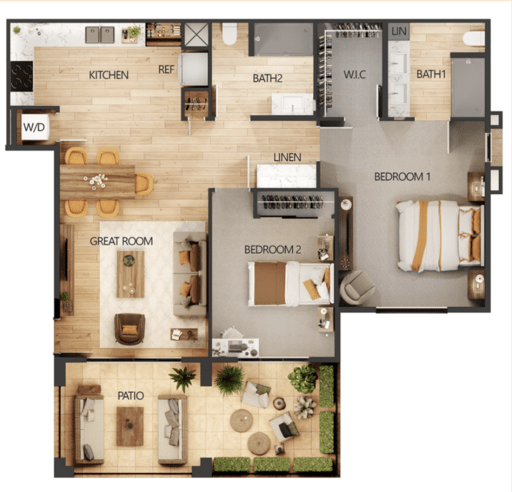 LIN
KITCHEN
REF
BATH2
W.I.C
BATH1
W/D
LINEN
BEDROOM 1
GREAT ROOM
BEDROOM 2
PATIO